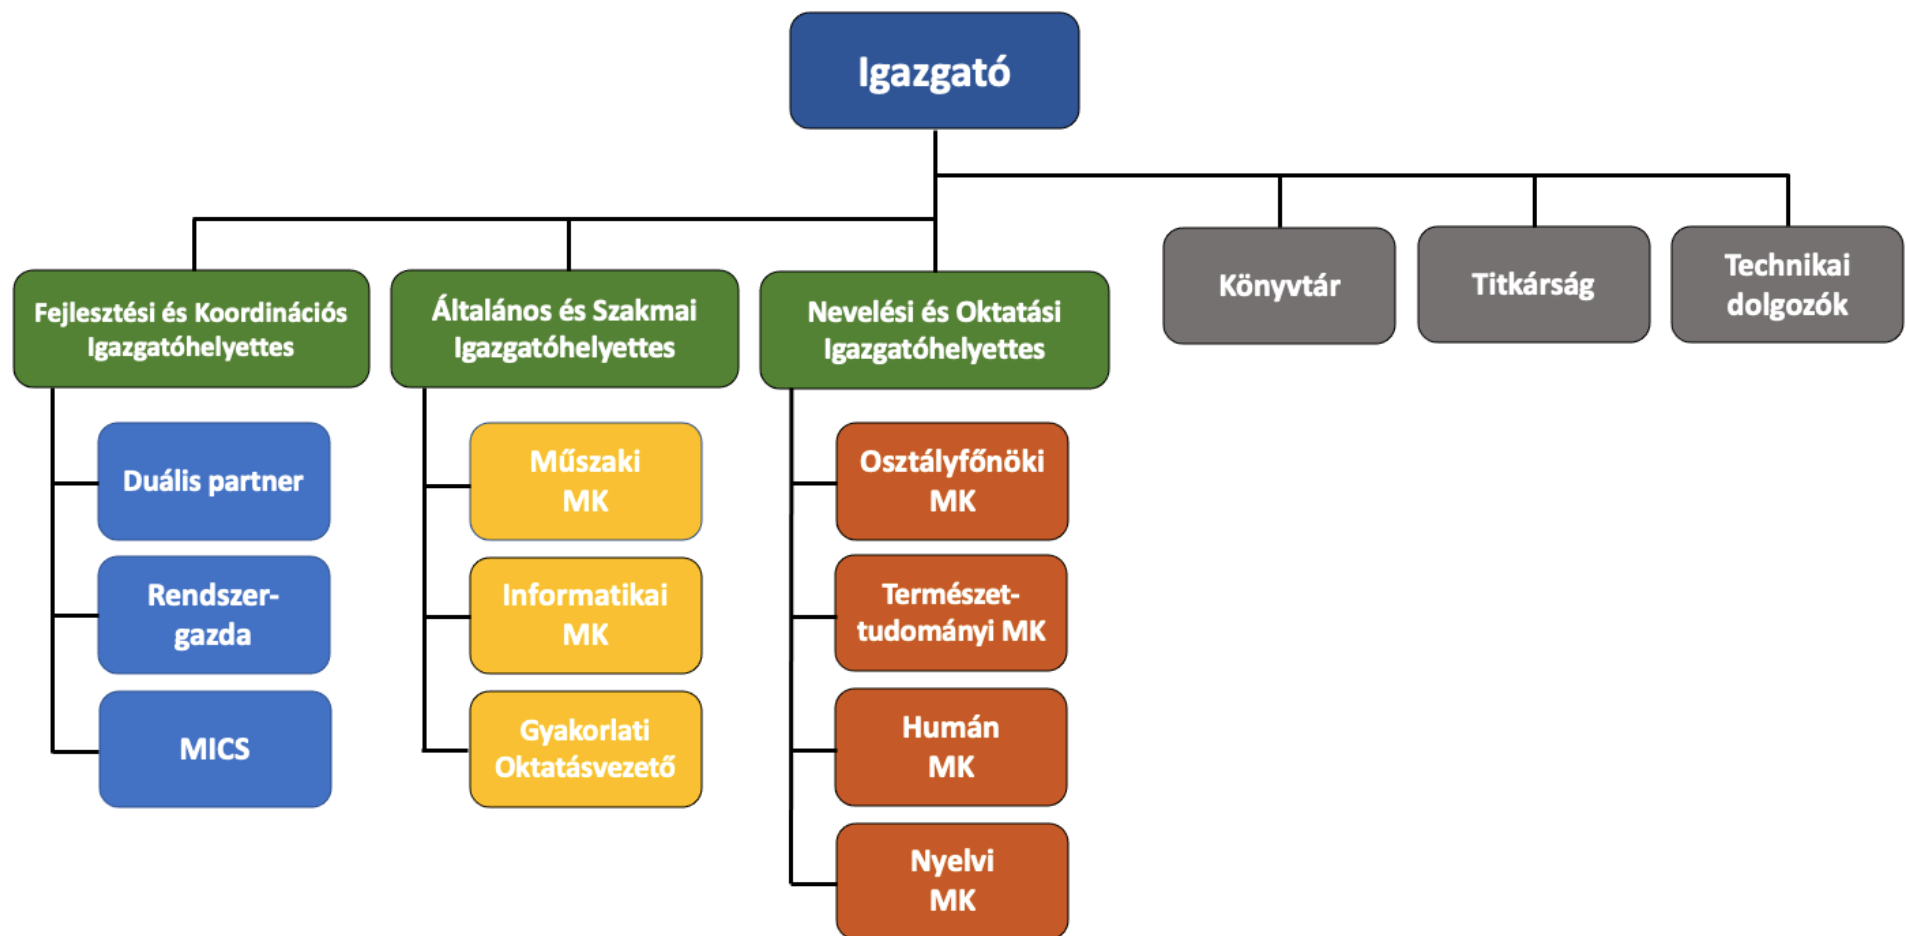 Igazgató
Fejlesztési és Koordinációs
Igazgatóhelyettes
Általános és Szakmai
Igazgatóhelyettes
Nevelési és Oktatási
Igazgatóhelyettes
Könyvtár
Titkárság
Technikai
dolgozók
Duális partner
Rendszer-
gazda
MICS
Műszaki
MK
Informatikai
MK
Gyakorlati
Oktatásvezető
Osztályfőnöki
MK
Természet-
tudományi MK
Humán
MK
Nyelvi
MK